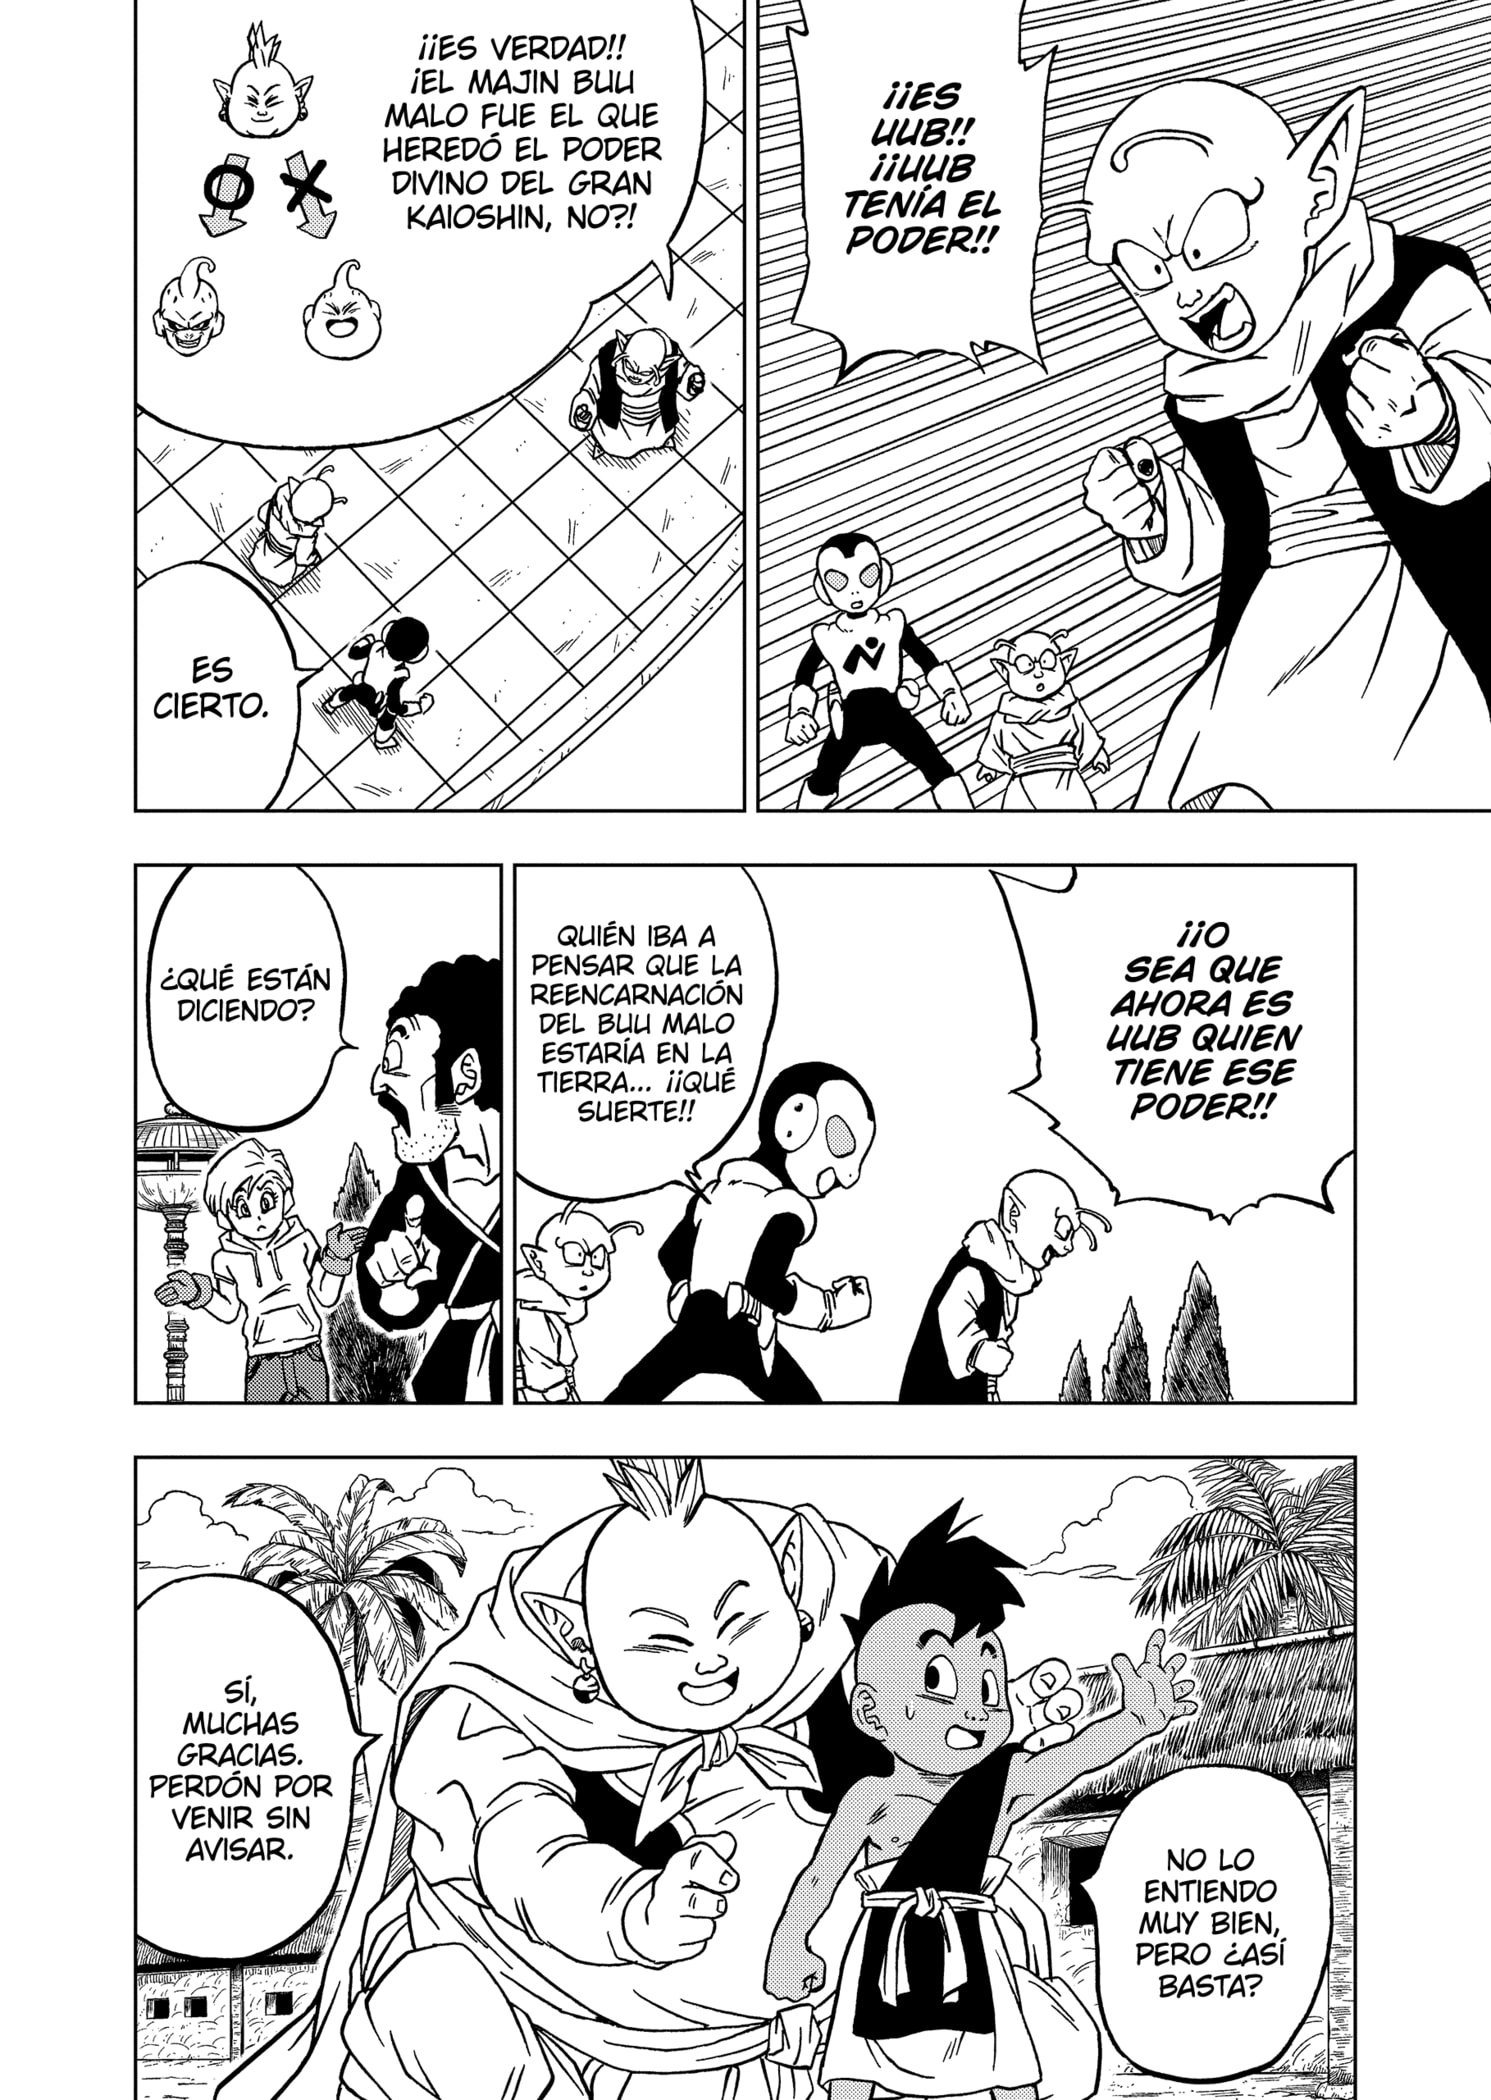 ¡¡ES
UUB!!
¡¡UUB
TENÍA EL
PODER!!
¡¡ES VERDAD!!
¡EL MAJIN BUU
MALO FUE EL QUE
HEREDÓ EL PODER
DIVINO DEL GRAN
KAIOSHIN, NO?!
ES
CIERTO.
¡¡O
SEA QUE
AHORA ES
UUB QUIEN
TIENE ESE
PODER!!
QUIÉN IBA A
PENSAR QUE LA
REENCARNACIÓN
DEL BUU MALO
ESTARÍA EN LA
TIERRA... ¡¡QUÉ
SUERTE!!
¿QUÉ ESTÁN
DICIENDO?
NO LO
ENTIENDO
MUY BIEN,
PERO ¿ASÍ
BASTA?
SÍ,
MUCHAS
GRACIAS.
PERDÓN POR
VENIR SIN
AVISAR.